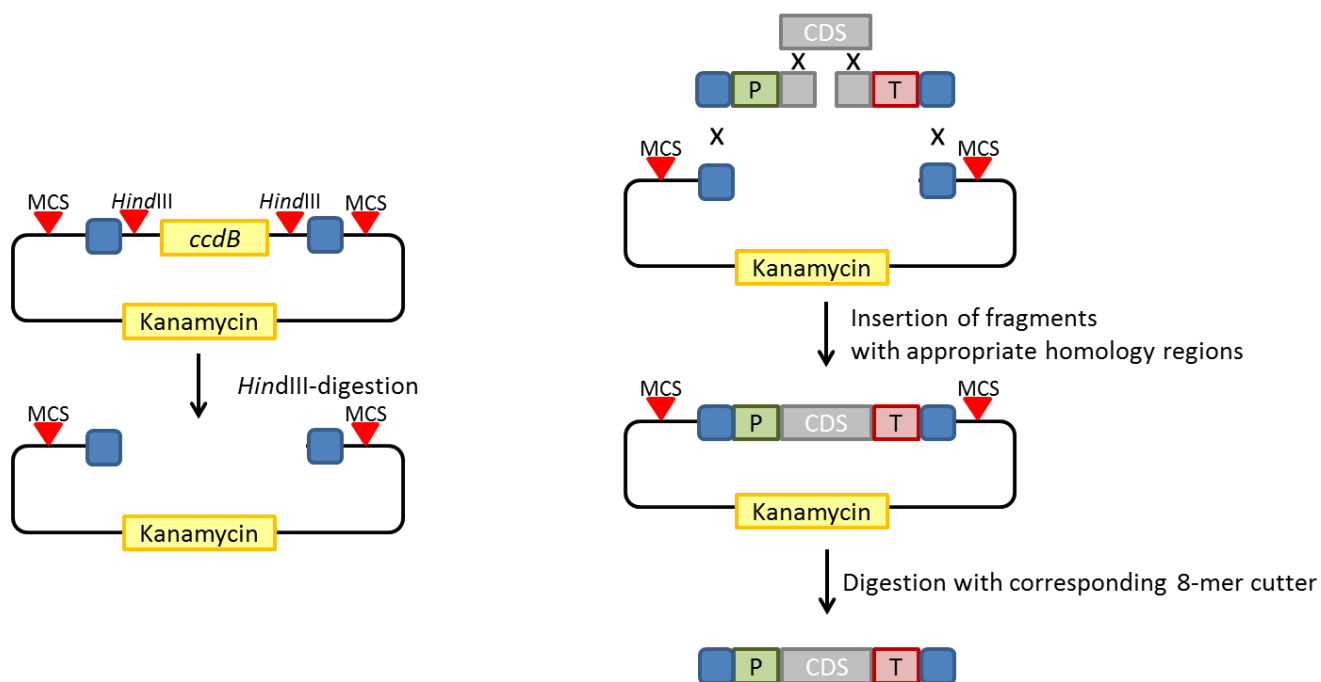 MCS
HindIII
HindIII
MCS
ccdB
Kanamycin
HindIII-digestion
MCS
MCS
Kanamycin
CDS
X
X
P
T
X
X
MCS
MCS
Kanamycin
Insertion of fragments
with appropriate homology regions
MCS
MCS
P
CDS
T
Kanamycin
Digestion with corresponding 8-mer cutter
P
CDS
T